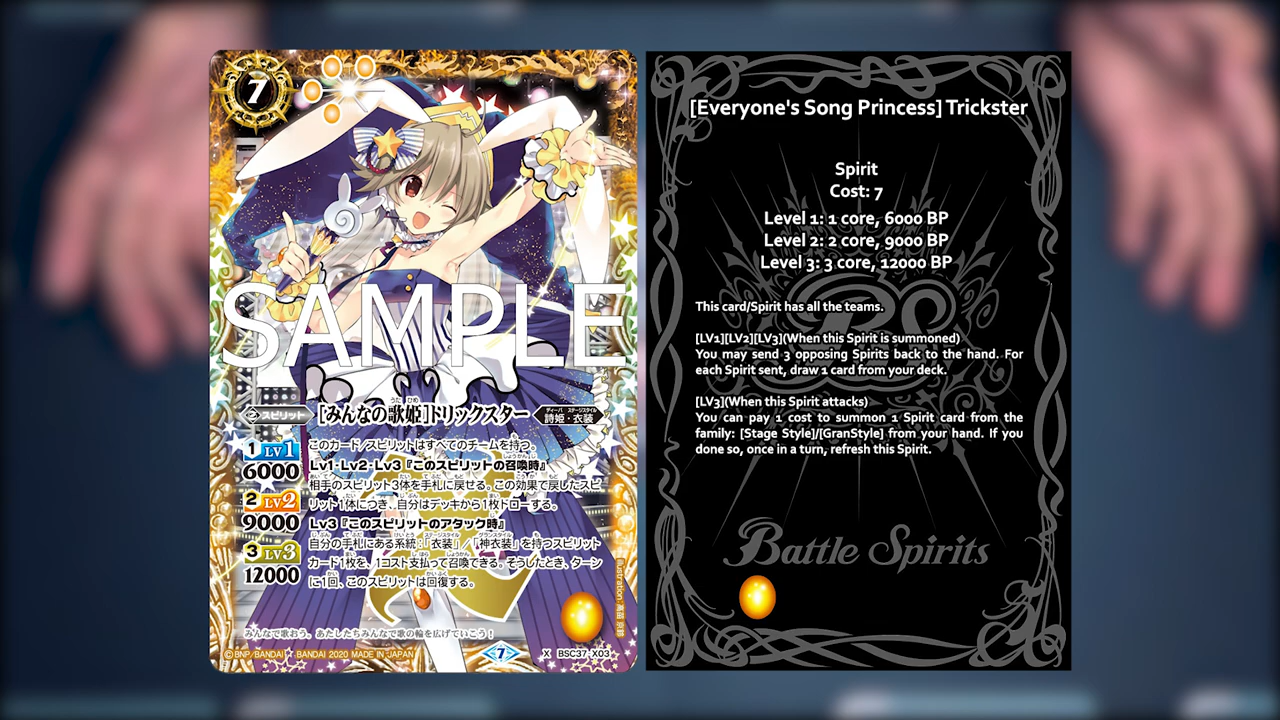 7
SAMPLE
スピリット
[みんなの歌姫]トリックスター
うた ひめ
ディーバ ステージスタイル
詩姫・衣装
1 LV1
6000
2 LV2
9000
3 LV3
12000
このカード/スピリットはすべてのチームを持つ。
Lv1・Lv2・Lv3『このスピリットの召喚時』
相手のスピリット3体を手札に戻せる。この効果で戻したスピ
リット1体につき、自分はデッキから1枚ドローする。
Lv3『このスピリットのアタック時』
自分の手札にある系統:「衣装」/「神衣装」を持つスピリット
カード1枚を、1コスト支払って召喚できる。そうしたとき、ターン
に1回、このスピリットは回復する。
みんなで歌おう。あたしたちみんなで歌の輪を広げていこう!
illustration:
©BNP/BANDAI BANDAI 2020 MADE IN JAPAN
7
X BSC37-X03
[Everyone's Song Princess] Trickster
Spirit
Cost: 7
Level 1: 1 core, 6000 BP
Level 2: 2 core, 9000 BP
Level 3: 3 core, 12000 BP
This card/Spirit has all the teams.
[LV1][LV2][LV3](When this Spirit is summoned)
You may send 3 opposing Spirits back to the hand. For
each Spirit sent, draw 1 card from your deck.
[LV3](When this Spirit attacks)
You can pay 1 cost to summon 1 Spirit card from the
family: [Stage Style]/[GranStyle] from your hand. If you
done so, once in a turn, refresh this Spirit.
Battle Spirits